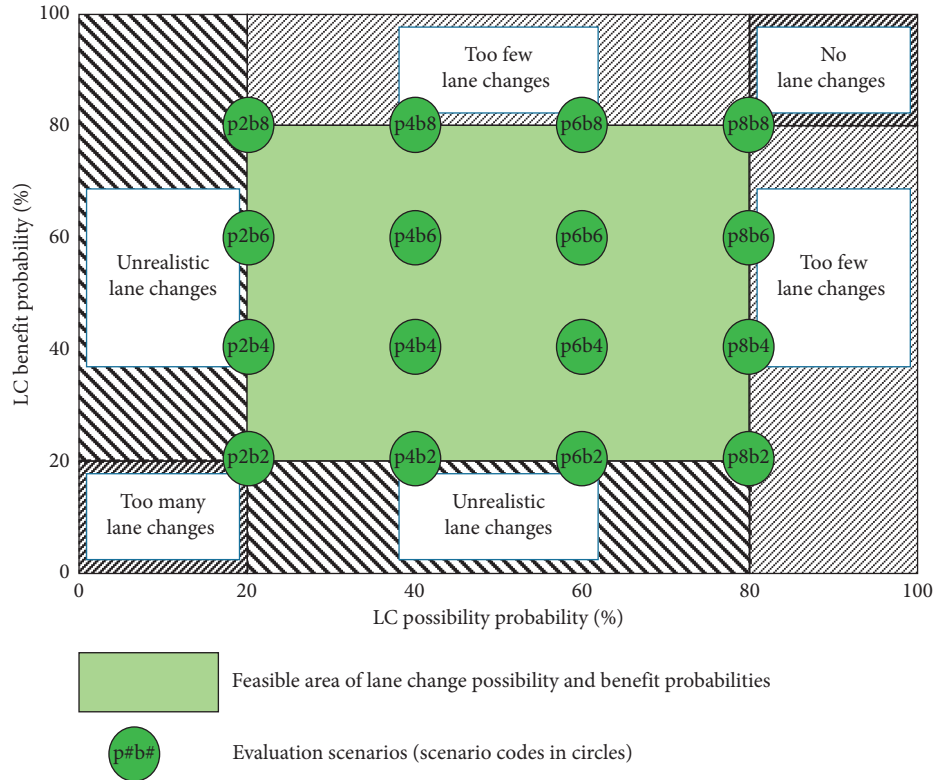 100
80
60
40
20
0
LC benefit probability (%)
Too few
lane changes
No
lane changes
p2b8
p4b8
p6b8
p8b8
Unrealistic
lane changes
p2b6
p4b6
p6b6
p8b6
Too few
lane changes
p2b4
p4b4
p6b4
p8b4
p2b2
p4b2
p6b2
p8b2
Too many
lane changes
Unrealistic
lane changes
0
20
40
60
80
100
LC possibility probability (%)
Feasible area of lane change possibility and benefit probabilities
p#b#
Evaluation scenarios (scenario codes in circles)